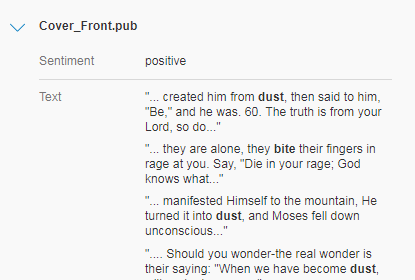 Cover_Front.pub
Sentiment positive
Text "... created him from dust, then said to him,
"Be," and he was. 60. The truth is from your
Lord, so do..."
"... they are alone, they bite their fingers in
rage at you. Say, "Die in your rage; God
knows what..."
"... manifested Himself to the mountain, He
turned it into dust, and Moses fell down
unconscious..."
".... Should you wonder-the real wonder is
their saying: "When we have become dust,